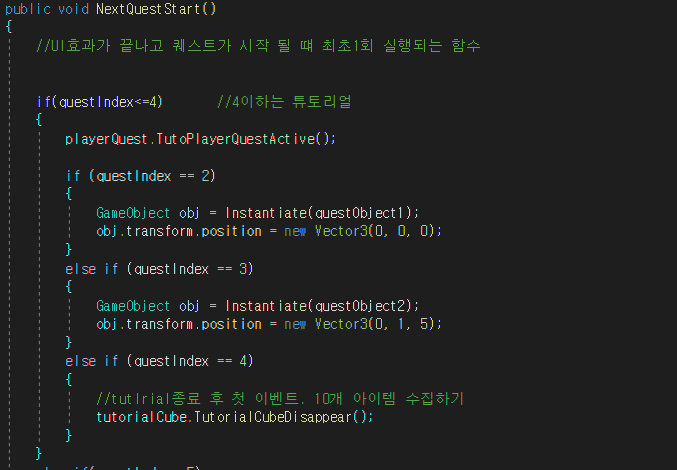 public void NextQuestStart()
{
//UI효과가 끝나고 퀘스트가 시작 될 떄 최초1회 실행되는 함수
if(questIndex<=4) //4이하는 튜토리얼
{
playerQuest.TutoPlayerQuestActive();
if (questIndex == 2)
{
GameObject obj = Instantiate(questObject1);
obj.transform.position = new Vector3(0, 0, 0);
}
else if (questIndex == 3)
{
GameObject obj = Instantiate(questObject2);
obj.transform.position = new Vector3(0, 1, 5);
}
else if (questIndex == 4)
{
//tutlrial종료 후 첫 이벤트. 10개 아이템 수집하기
tutorialCube.TutorialCubeDisappear();
}
}